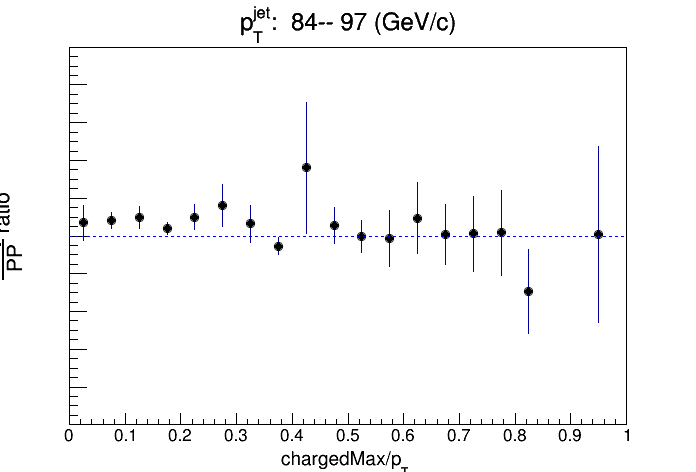 p_T^jet: 84-- 97 (GeV/c)
PP ratio
0 0.1 0.2 0.3 0.4 0.5 0.6 0.7 0.8 0.9 1
chargedMax/p_T